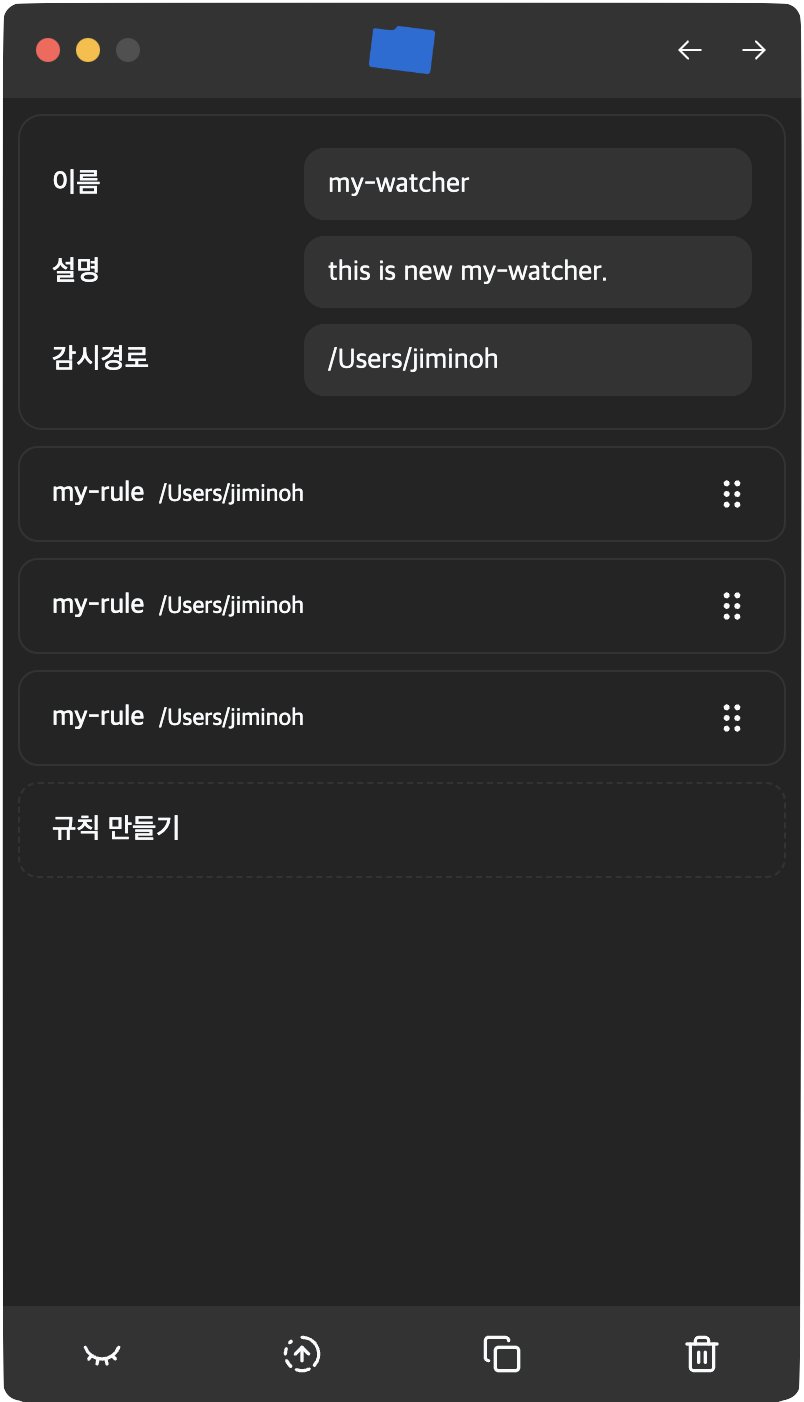 이름
my-watcher
설명
this is new my-watcher.
감시경로
/Users/jiminoh
my-rule /Users/jiminoh
my-rule /Users/jiminoh
my-rule /Users/jiminoh
규칙 만들기